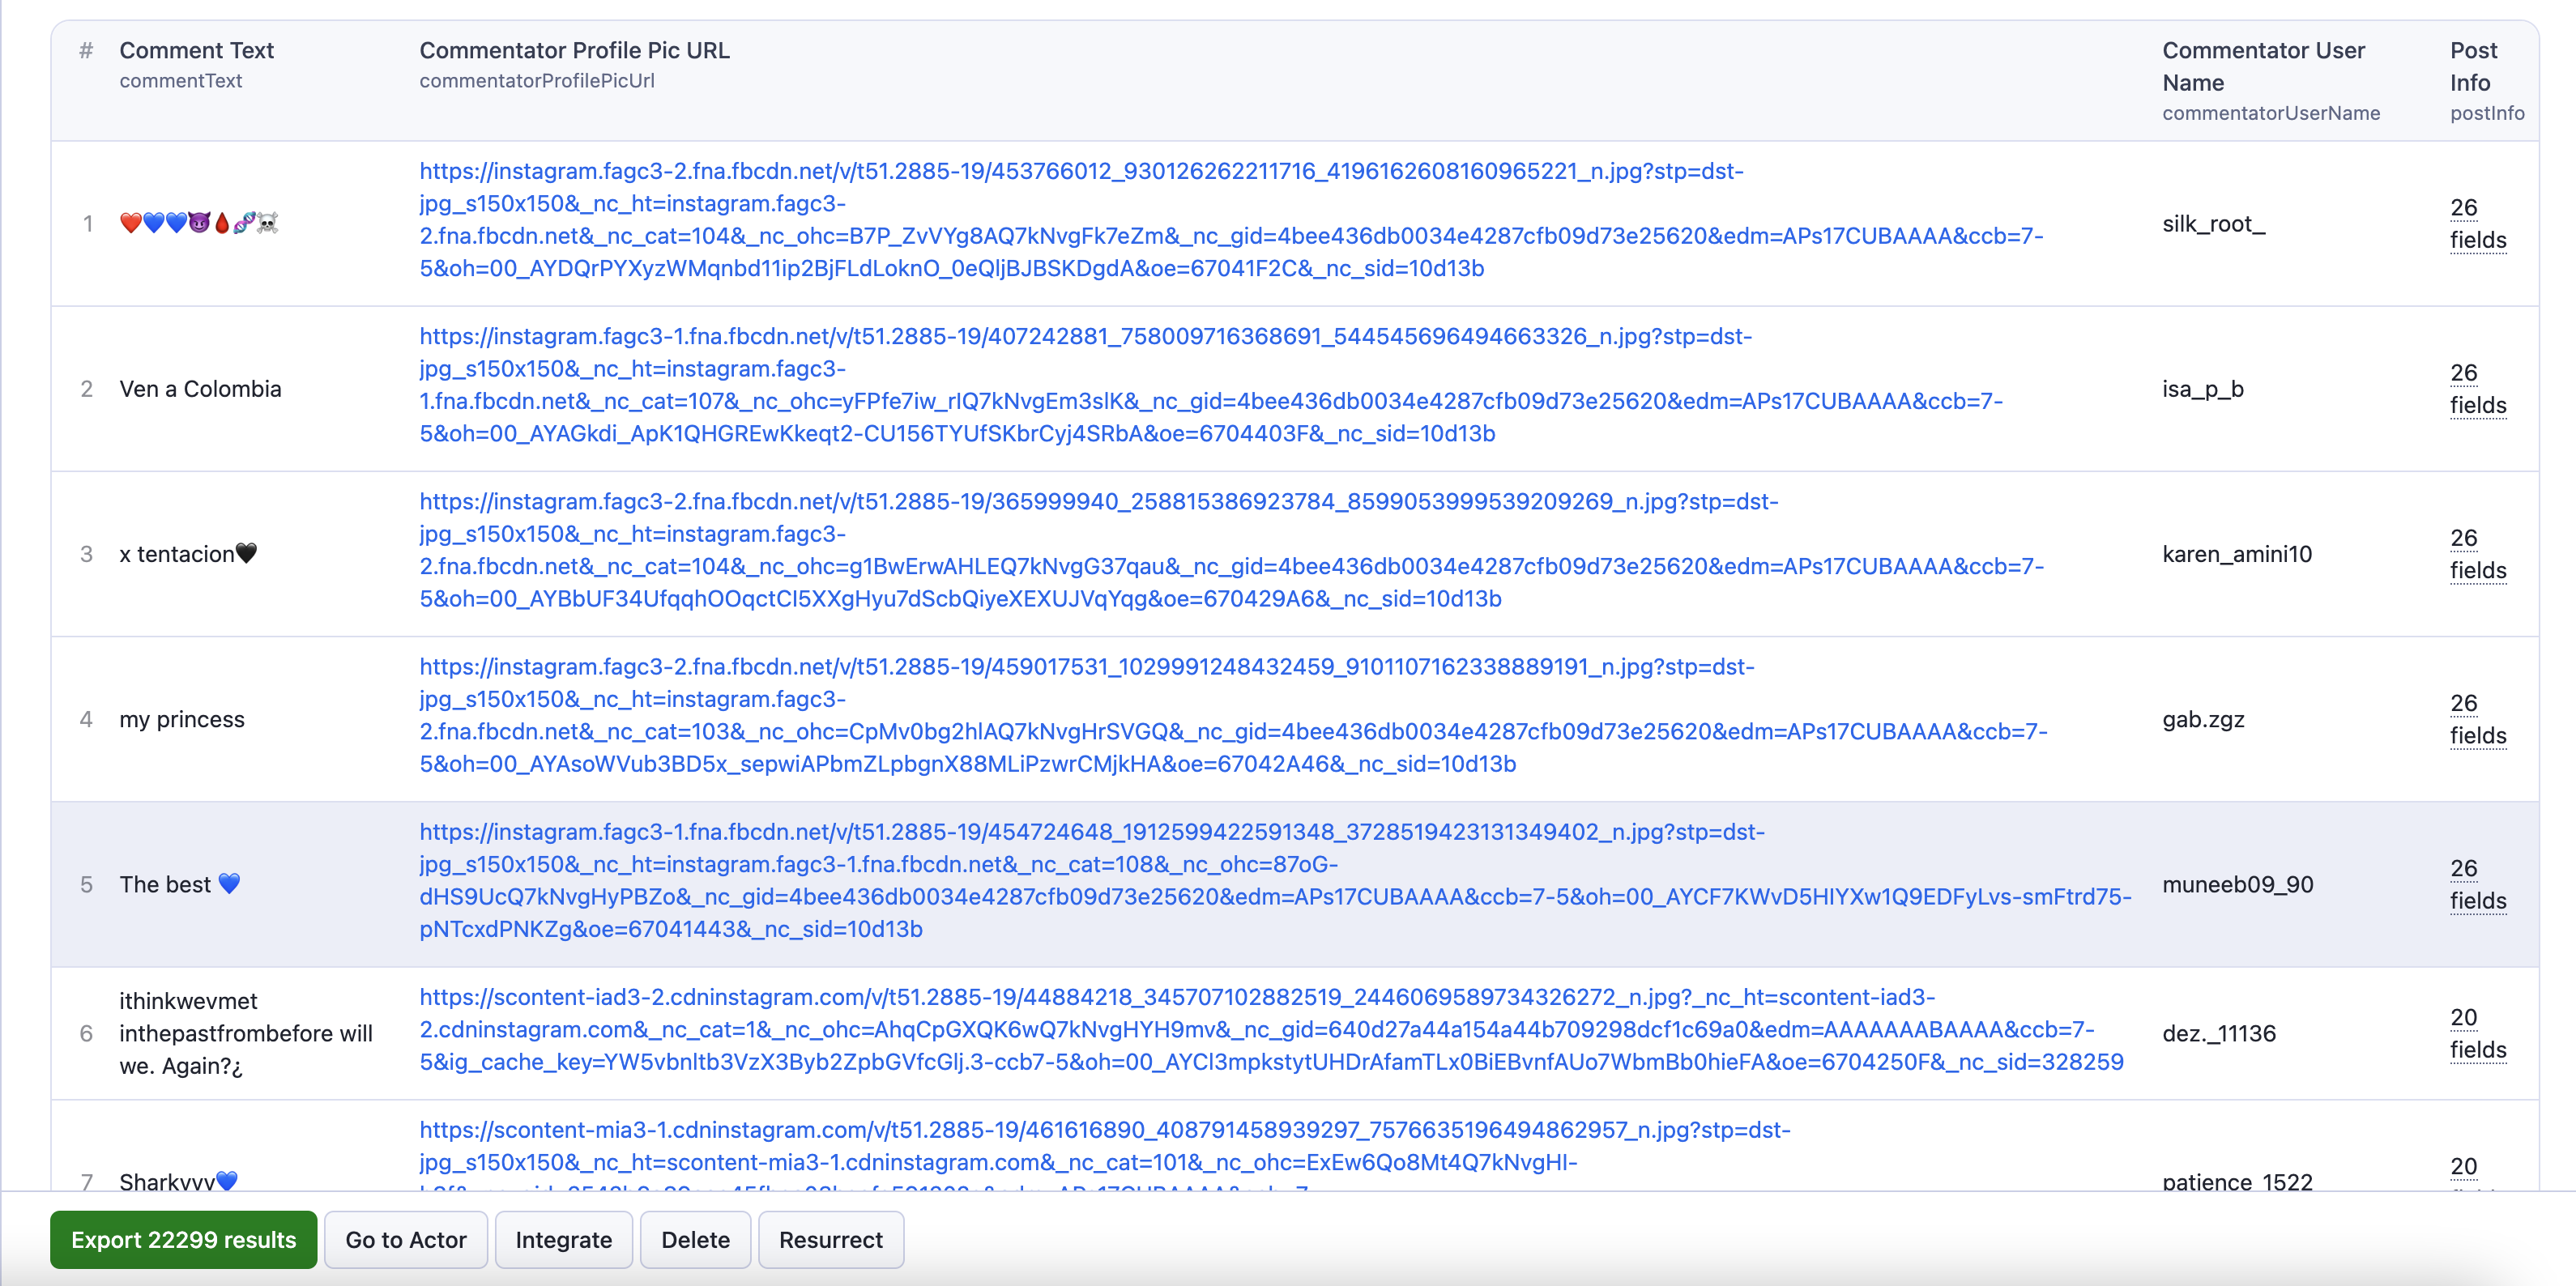 #
Comment Text
commentText
Commentator Profile Pic URL
commentatorProfilePicUrl
Commentator User
Name
commentatorUserName
Post
Info
postInfo
1
❤️💙💙😈🩸🧬☠️
https://instagram.fagc3-2.fna.fbcdn.net/v/t51.2885-19/453766012_930126262211716_4196162608160965221_n.jpg?stp=dst-
jpg_s150x150&_nc_ht=instagram.fagc3-
2.fna.fbcdn.net&_nc_cat=104&_nc_ohc=B7P_ZvVYg8AQ7kNvgFk7eZm&_nc_gid=4bee436db0034e4287cfb09d73e25620&edm=APs17CUBAAAA&ccb=7-
5&oh=00_AYDQrPYXyzWMqnbd11ip2BjFLdLoknO_0eQljBJBSKDgdA&oe=67041F2C&_nc_sid=10d13b
silk_root_
26
fields
2
Ven a Colombia
https://instagram.fagc3-1.fna.fbcdn.net/v/t51.2885-19/407242881_758009716368691_544545696494663326_n.jpg?stp=dst-
jpg_s150x150&_nc_ht=instagram.fagc3-
1.fna.fbcdn.net&_nc_cat=107&_nc_ohc=yFPfe7iw_rIQ7kNvgEm3slK&_nc_gid=4bee436db0034e4287cfb09d73e25620&edm=APs17CUBAAAA&ccb=7-
5&oh=00_AYAGkdi_ApK1QHGREwKkeqt2-CU156TYUfSKbrCyj4SRbA&oe=6704403F&_nc_sid=10d13b
isa_p_b
26
fields
3
x tentacion🖤
https://instagram.fagc3-2.fna.fbcdn.net/v/t51.2885-19/365999940_258815386923784_8599053999539209269_n.jpg?stp=dst-
jpg_s150x150&_nc_ht=instagram.fagc3-
2.fna.fbcdn.net&_nc_cat=104&_nc_ohc=g1BwErwAHLEQ7kNvgG37qau&_nc_gid=4bee436db0034e4287cfb09d73e25620&edm=APs17CUBAAAA&ccb=7-
5&oh=00_AYBbUF34UfqqhOOqctCI5XXgHyu7dScbQiyeXEXUJVqYqg&oe=670429A6&_nc_sid=10d13b
karen_amini10
26
fields
4
my princess
https://instagram.fagc3-2.fna.fbcdn.net/v/t51.2885-19/459017531_1029991248432459_9101107162338889191_n.jpg?stp=dst-
jpg_s150x150&_nc_ht=instagram.fagc3-
2.fna.fbcdn.net&_nc_cat=103&_nc_ohc=CpMv0bg2hlAQ7kNvgHrSVGQ&_nc_gid=4bee436db0034e4287cfb09d73e25620&edm=APs17CUBAAAA&ccb=7-
5&oh=00_AYAsoWVub3BD5x_sepwiAPbmZLpbgnX88MLiPzwrCMjkHA&oe=67042A46&_nc_sid=10d13b
gab.zgz
26
fields
5
The best 💙
https://instagram.fagc3-1.fna.fbcdn.net/v/t51.2885-19/454724648_1912599422591348_3728519423131349402_n.jpg?stp=dst-
jpg_s150x150&_nc_ht=instagram.fagc3-1.fna.fbcdn.net&_nc_cat=108&_nc_ohc=87oG-
dHS9UcQ7kNvgHyPBZo&_nc_gid=4bee436db0034e4287cfb09d73e25620&edm=APs17CUBAAAA&ccb=7-5&oh=00_AYCF7KWvD5HIYXw1Q9EDFyLvs-smFtrd75-
pNTcxdPNKZg&oe=67041443&_nc_sid=10d13b
muneeb09_90
26
fields
6
ithinkwevmet
inthepastfrombefore will
we. Again?¿
https://scontent-iad3-2.cdninstagram.com/v/t51.2885-19/44884218_345707102882519_2446069589734326272_n.jpg?_nc_ht=scontent-iad3-
2.cdninstagram.com&_nc_cat=1&_nc_ohc=AhqCpGXQK6wQ7kNvgHYH9mv&_nc_gid=640d27a44a154a44b709298dcf1c69a0&edm=AAAAAAABAAAA&ccb=7-
5&ig_cache_key=YW5vbnltb3VzX3Byb2ZpbGVfcGlj.3-ccb7-5&oh=00_AYCl3mpkstytUHDrAfamTLx0BiEBvnfAUo7WbmBb0hieFA&oe=6704250F&_nc_sid=328259
dez._11136
20
fields
7
Sharkyyy💙
https://scontent-mia3-1.cdninstagram.com/v/t51.2885-19/461616890_408791458939297_7576635196494862957_n.jpg?stp=dst-
jpg_s150x150&_nc_ht=scontent-mia3-1.cdninstagram.com&_nc_cat=101&_nc_ohc=ExEw6Qo8Mt4Q7kNvgHI-
patience_1522
20
Export 22299 results
Go to Actor
Integrate
Delete
Resurrect